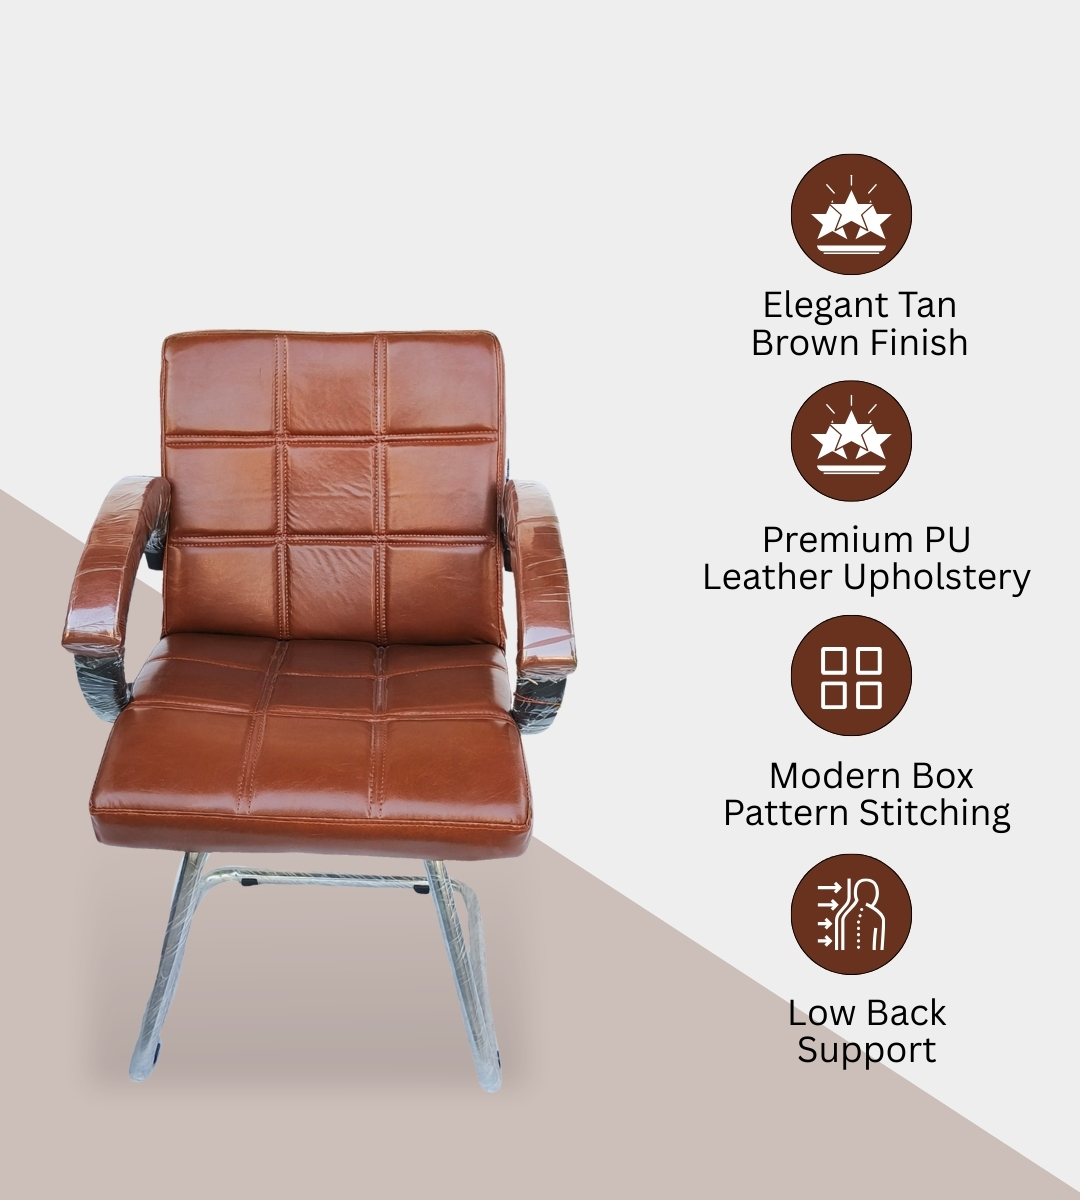 Elegant Tan
Brown Finish
Premium PU
Leather Upholstery
Modern Box
Pattern Stitching
Low Back
Support